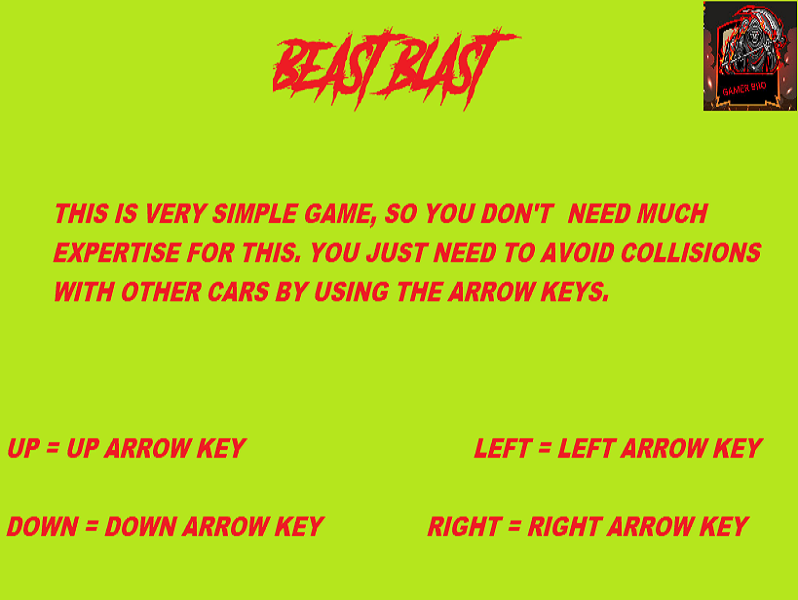 BEAST BLAST
THIS IS VERY SIMPLE GAME, SO YOU DON'T  NEED MUCH
EXPERTISE FOR THIS. YOU JUST NEED TO AVOID COLLISIONS
WITH OTHER CARS BY USING THE ARROW KEYS.
UP = UP ARROW KEY
LEFT = LEFT ARROW KEY
DOWN = DOWN ARROW KEY
RIGHT = RIGHT ARROW KEY
GAMER